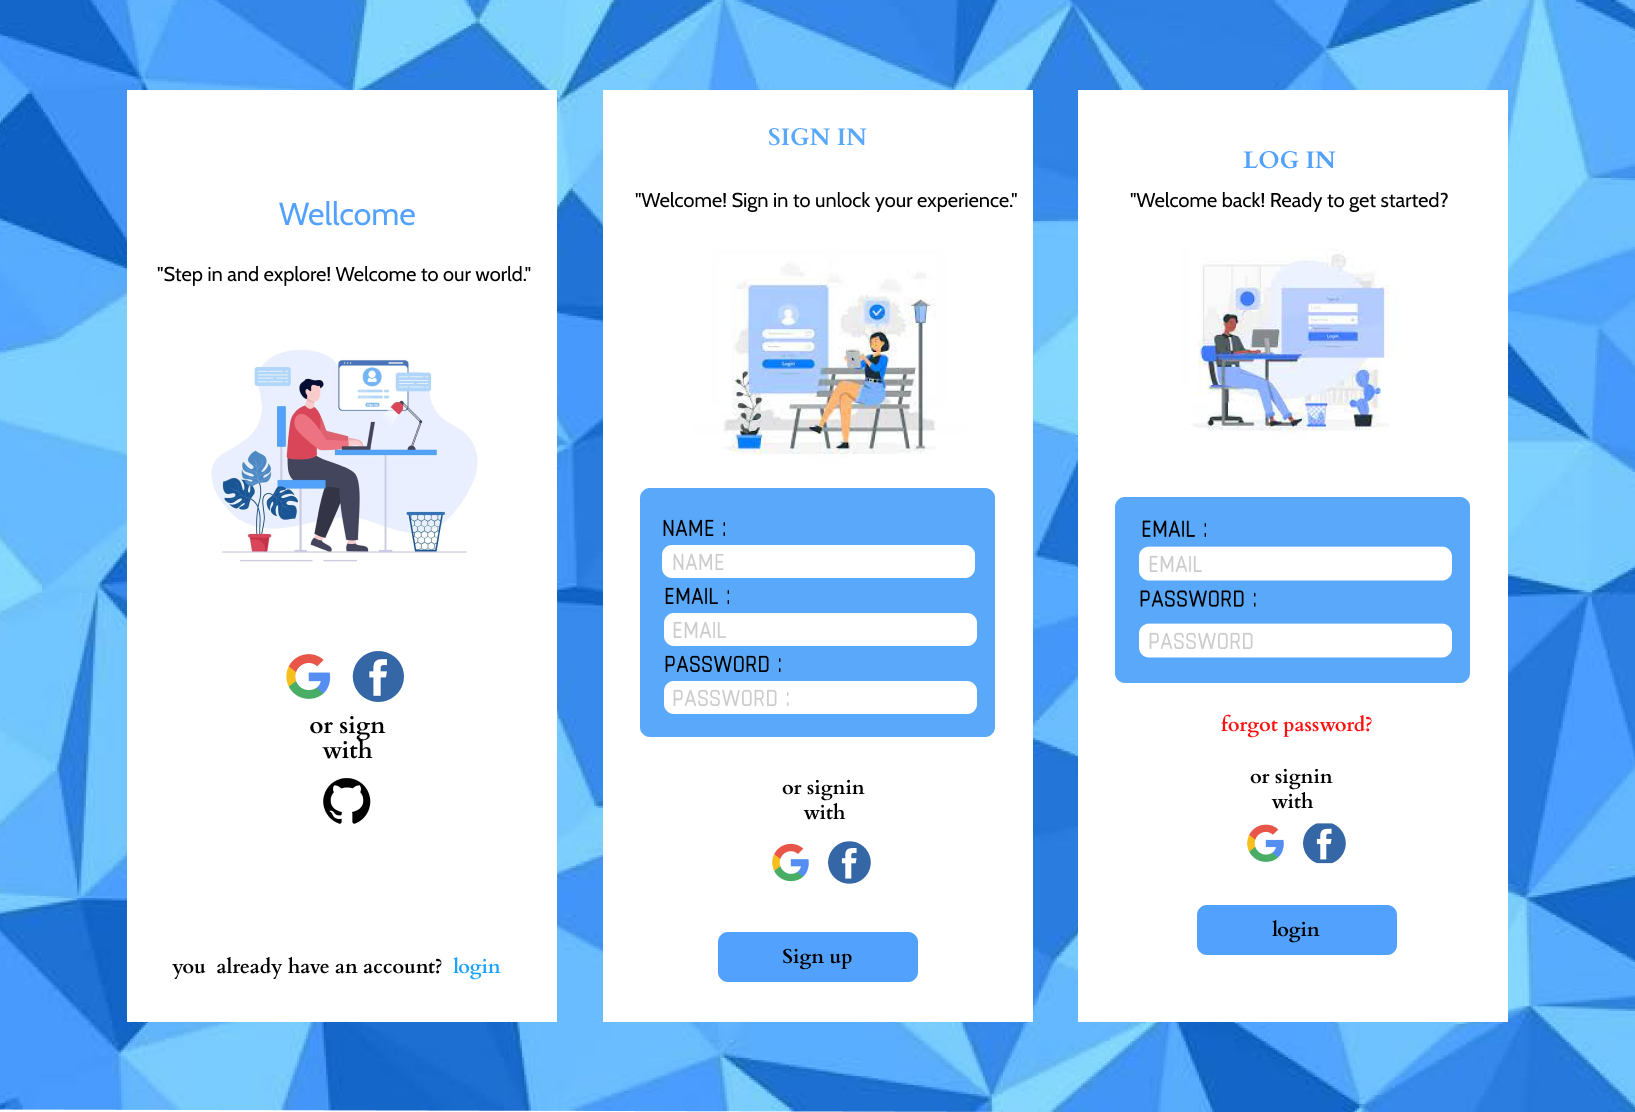 Wellcome
"Step in and explore! Welcome to our world."
or sign
with
you already have an account? login
SIGN IN
"Welcome! Sign in to unlock your experience."
Login
NAME :
NAME
EMAIL :
EMAIL
PASSWORD :
PASSWORD :
or signin
with
Sign up
LOG IN
"Welcome back! Ready to get started?
Login
EMAIL :
EMAIL
PASSWORD :
PASSWORD
forgot password?
or signin
with
login